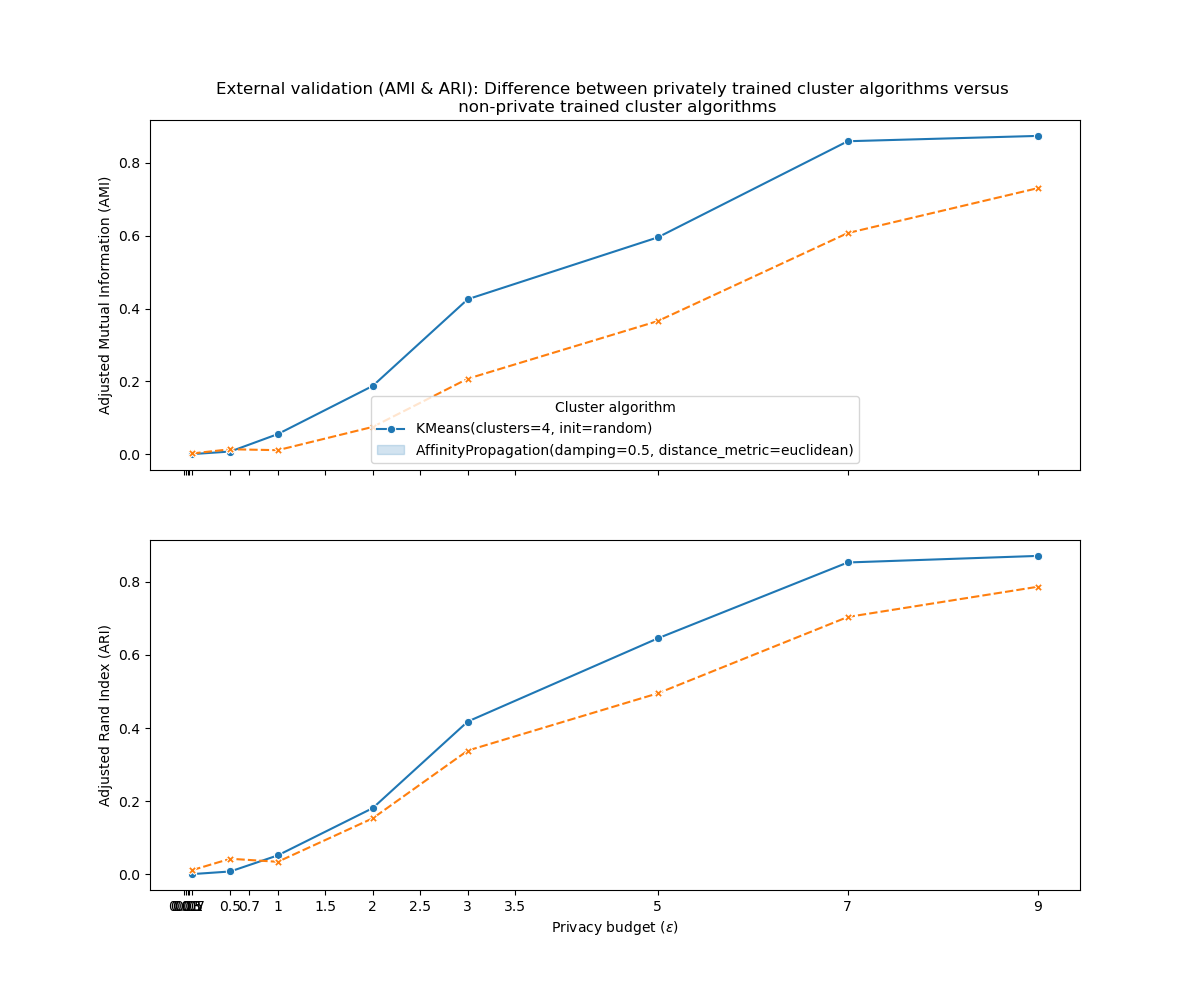 External validation (AMI & ARI): Difference between privately trained cluster algorithms versus
non-private trained cluster algorithms
Adjusted Mutual Information (AMI)
0.8
0.6
0.4
0.2
0.0
Cluster algorithm
KMeans(clusters=4, init=random)
AffinityPropagation(damping=0.5, distance_metric=euclidean)
Adjusted Rand Index (ARI)
0.8
0.6
0.4
0.2
0.0
0.5 0.7 1 1.5 2 2.5 3 3.5 5 7 9
Privacy budget (ε)